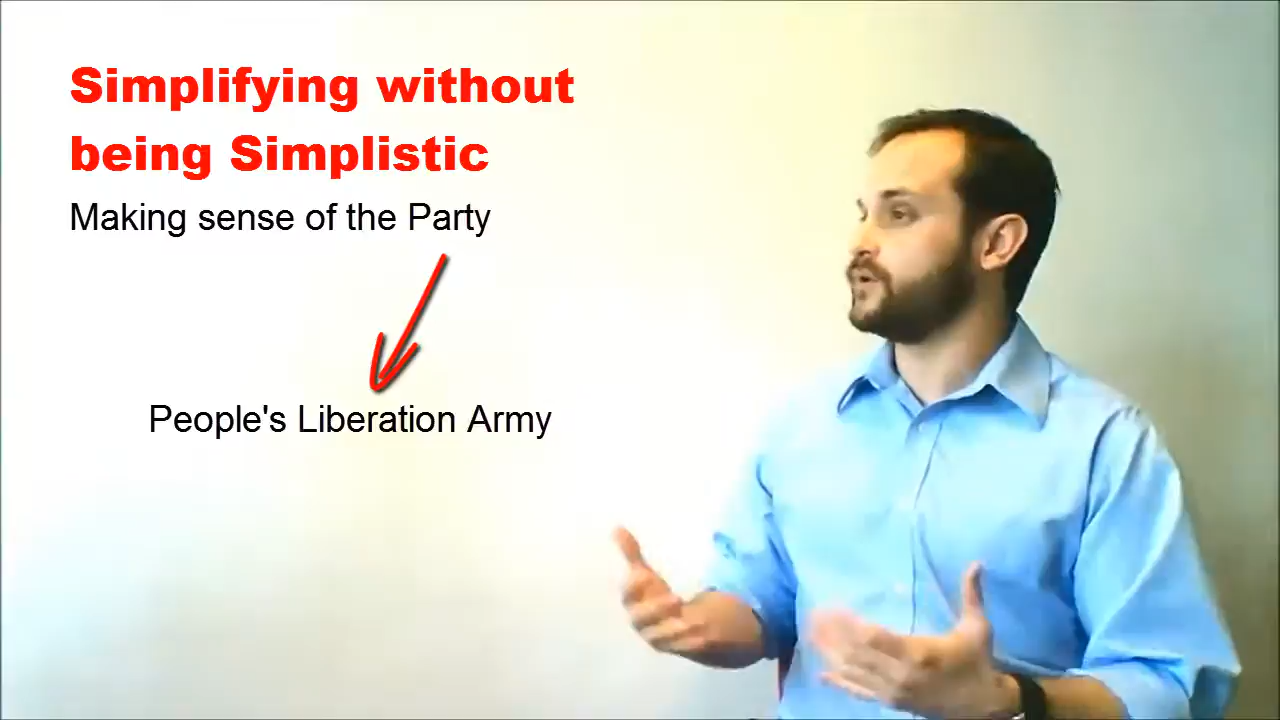 Simplifying without
being Simplistic
Making sense of the Party
People's Liberation Army